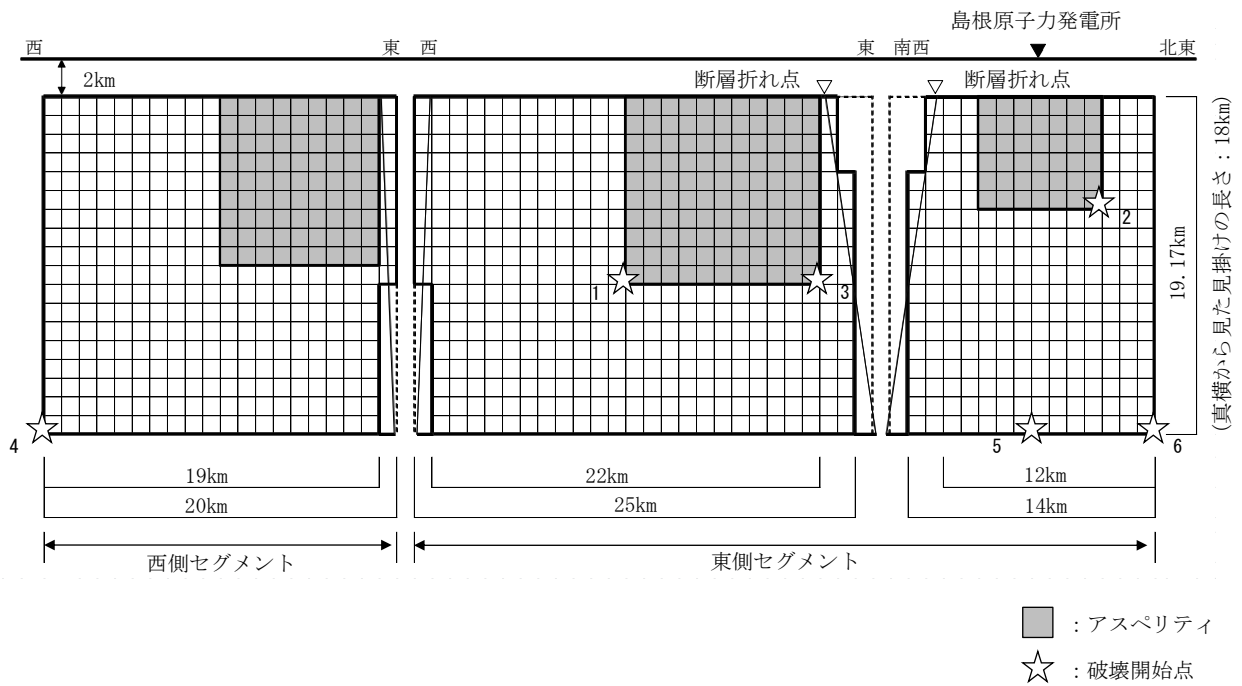 島根原子力発電所
西 東 西 東 南西 北東
2km
断層折れ点 断層折れ点
1
2
3
4
5
6
19.17km
(真横から見た見掛けの長さ：18km)
19km 22km 12km
20km 25km 14km
西側セグメント 東側セグメント
：アスペリティ
：破壊開始点